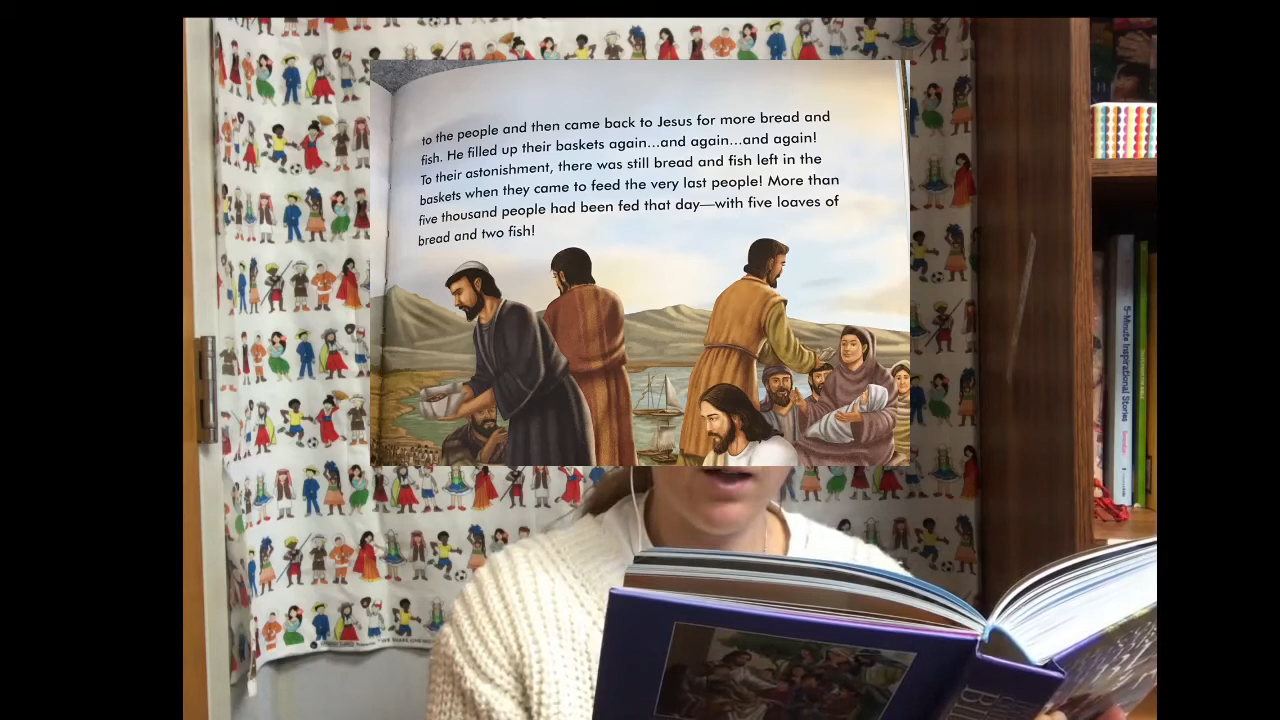 to the people and then came back to Jesus for more bread and
fish. He filled up their baskets again...and again...and again!
To their astonishment, there was still bread and fish left in the
baskets when they came to feed the very last people! More than
five thousand people had been fed that day—with five loaves of
bread and two fish!
5-Minute Inspirational Stories